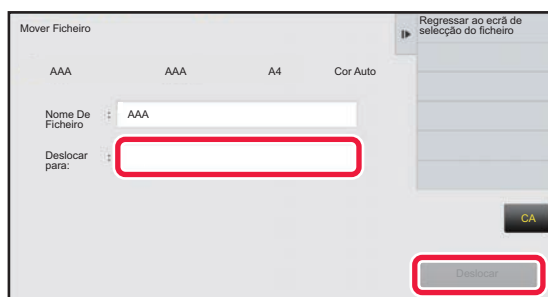 Mover Ficheiro
Regressar ao ecrã de
selecção do ficheiro
AAA AAA A4 Cor Auto
Nome De
Ficheiro : AAA
Deslocar
para: :
CA
Deslocar